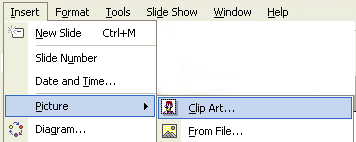 Insert Format Tools Slide Show Window Help
New Slide Ctrl+M
Slide Number
Date and Time...
Picture Clip Art...
Diagram... From File...